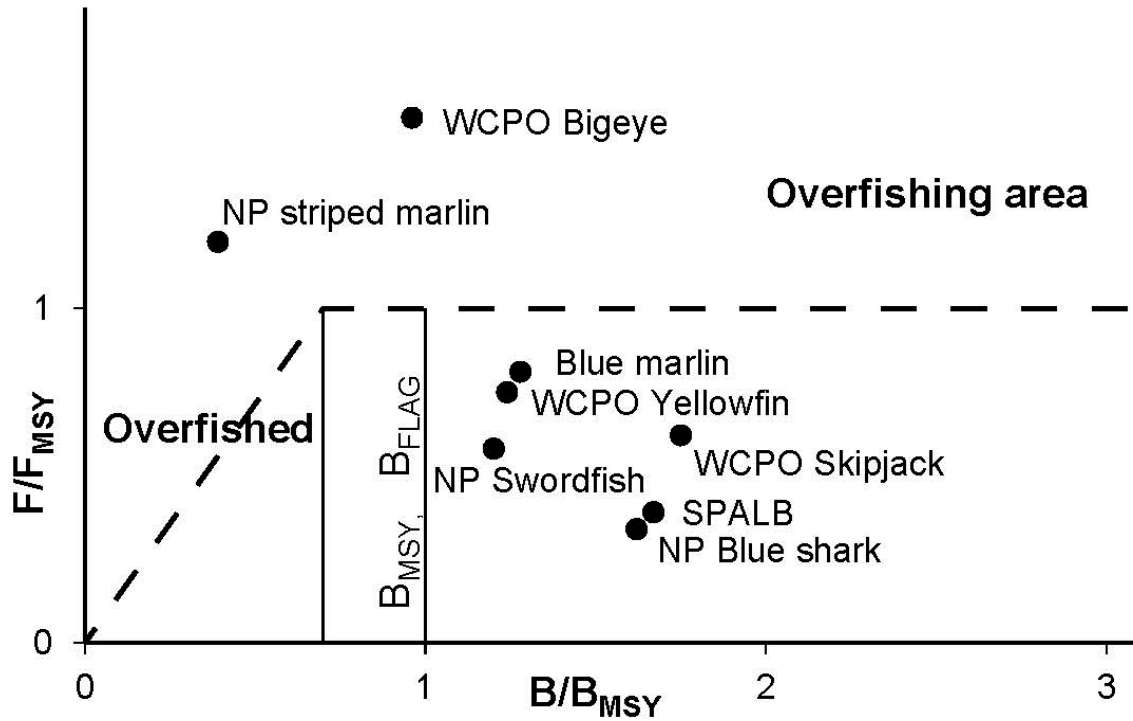 WCPO Bigeye
Overfishing area
NP striped marlin
1
Blue marlin
WCPO Yellowfin
Overfished
WCPO Skipjack
NP Swordfish
SPALB
NP Blue shark
B_MSY, B_FLAG
F/F_MSY
0
0
1
2
3
B/B_MSY